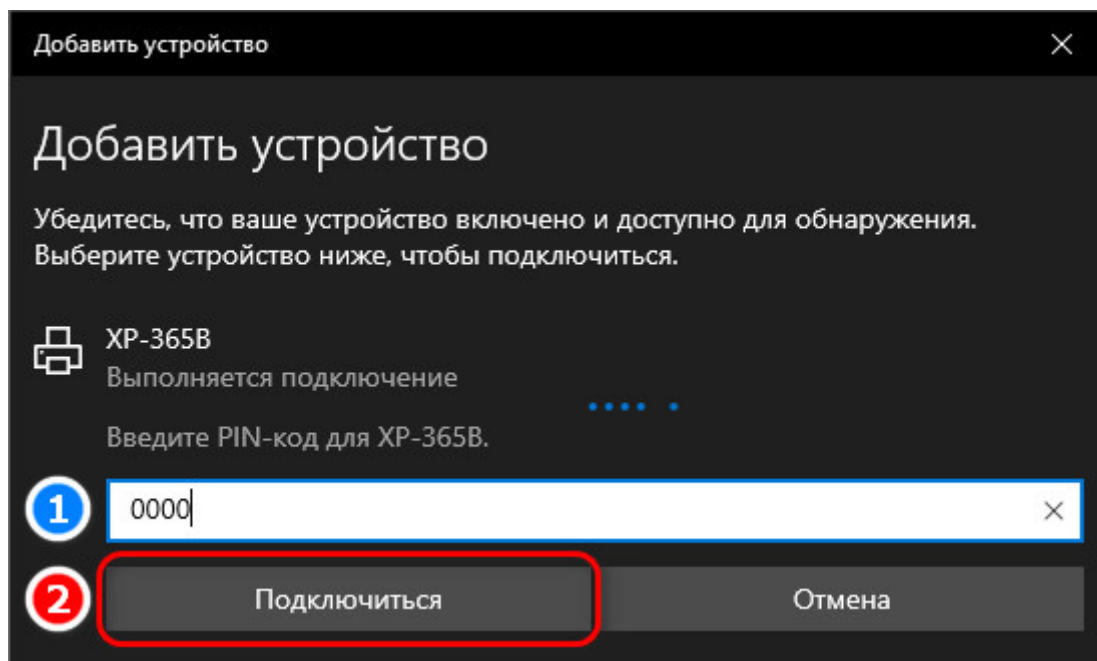 Добавить устройство
Добавить устройство
Убедитесь, что ваше устройство включено и доступно для обнаружения.
Выберите устройство ниже, чтобы подключиться.
XP-365B
Выполняется подключение
Введите PIN-код для XP-365B.
1
0000
2
Подключиться
Отмена